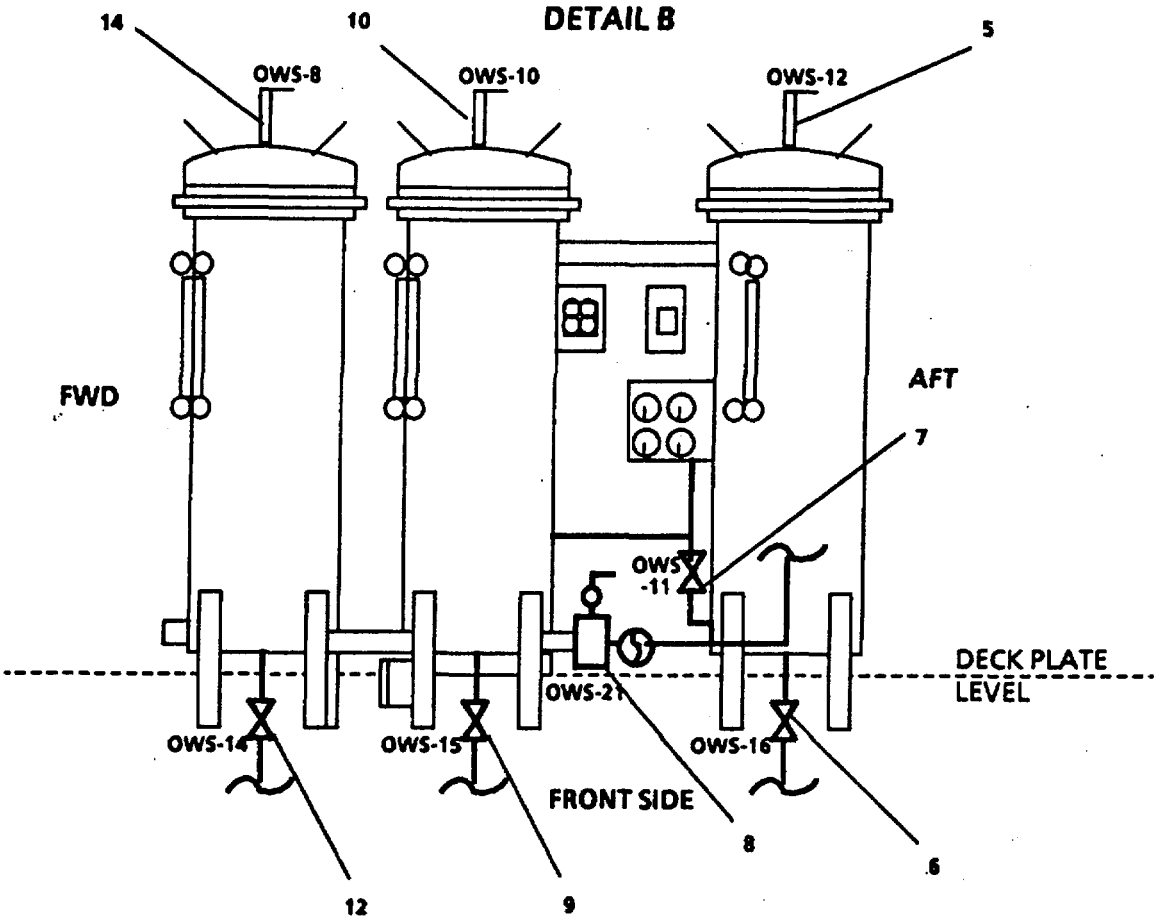 DETAIL B
14
10
5
OWS-8
OWS-10
OWS-12
FWD
AFT
7
OWS
-11
DECK PLATE
LEVEL
OWS-21
OWS-14
OWS-15
OWS-16
FRONT SIDE
8
6
12
9